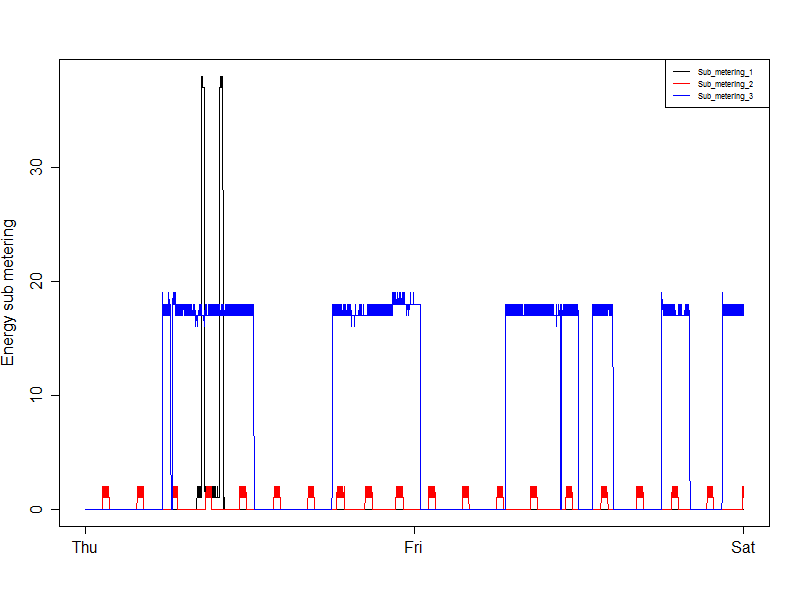 Sub_metering_1
Sub_metering_2
Sub_metering_3
Energy sub metering
30
20
10
0
Thu Fri Sat